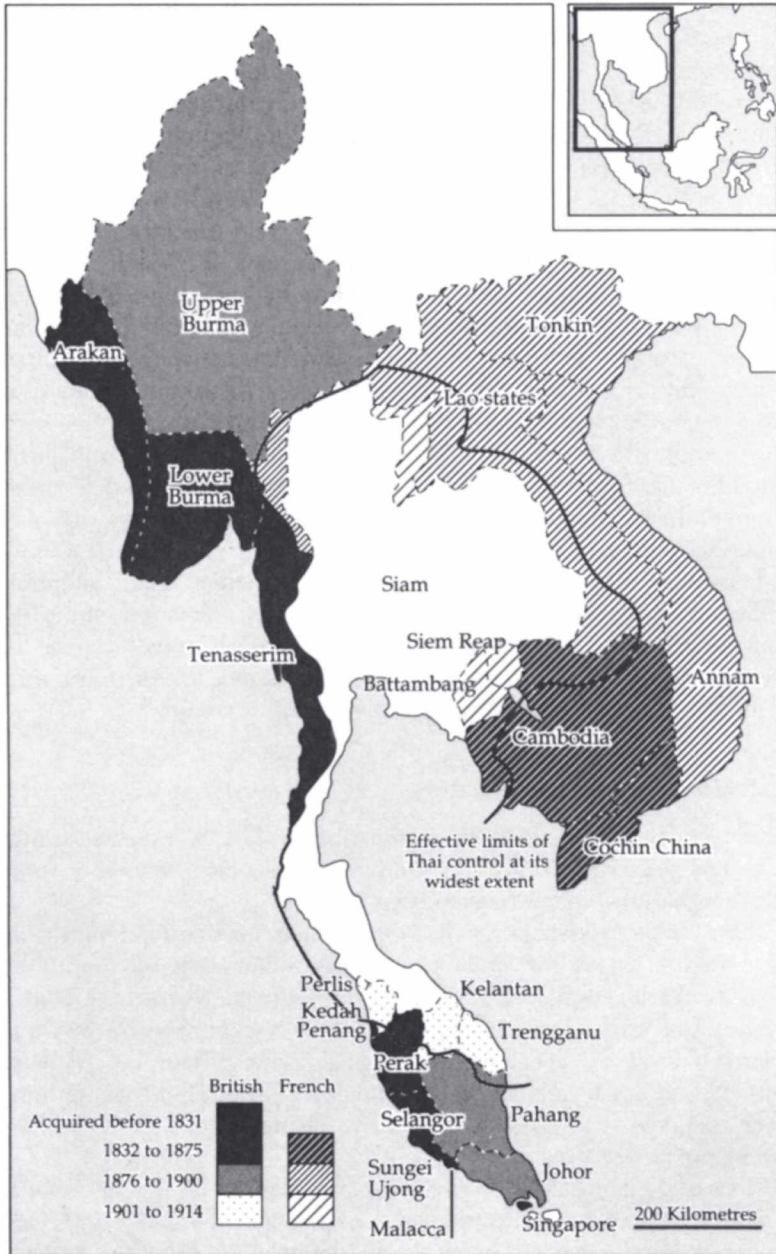 Upper
Burma
Arakan
Tonkin
Lao states
Lower
Burma
Siam
Siem Reap
Tenasserim
Battambang
Annam
Cambodia
Effective limits of
Thai control at its
widest extent
Cochin China
Perlis
Kelantan
Kedah
Penang
Trengganu
Perak
British French
Selangor
Acquired before 1831
Pahang
1832 to 1875
1876 to 1900
Sungei
Ujong
Johor
1901 to 1914
Malacca
Singapore
200 Kilometres